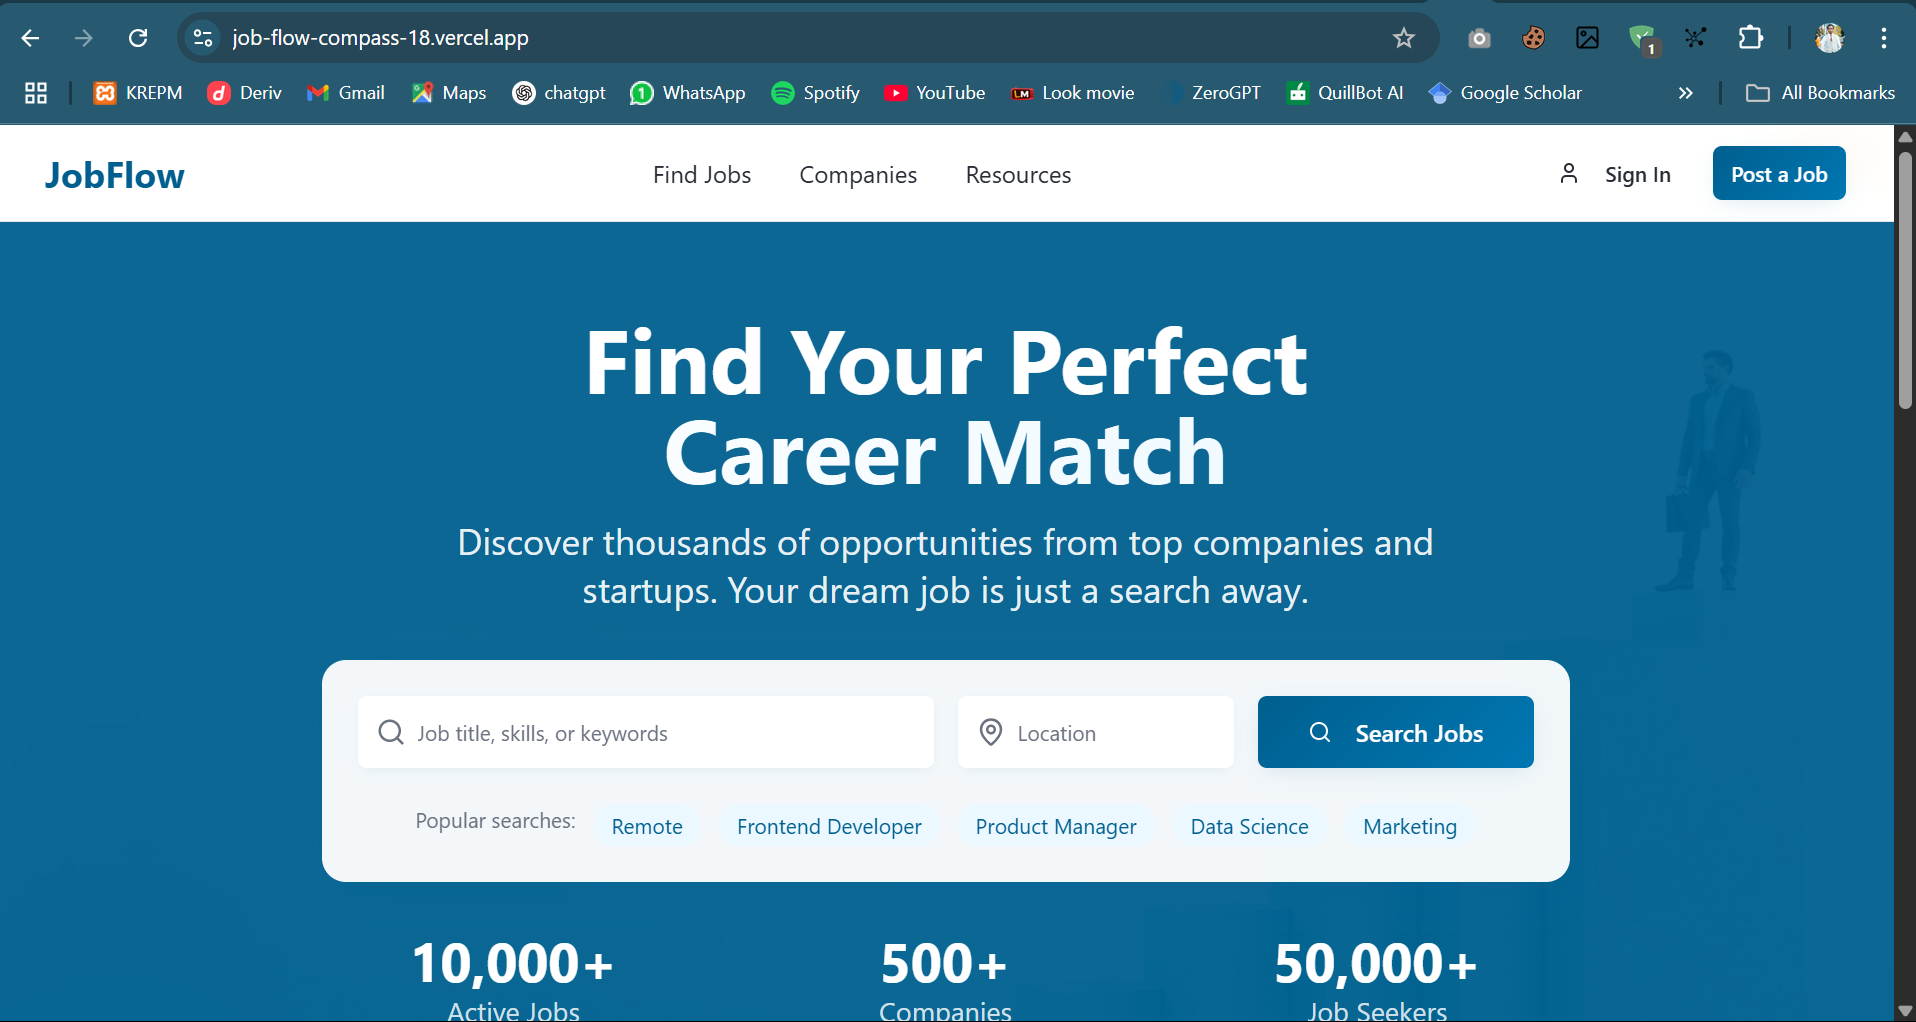 job-flow-compass-18.vercel.app
1
KREPM Deriv Gmail Maps chatgpt 1 WhatsApp Spotify YouTube LM Look movie ZeroGPT QuillBot AI Google Scholar » All Bookmarks
JobFlow Find Jobs Companies Resources Sign In Post a Job
Find Your Perfect
Career Match
Discover thousands of opportunities from top companies and
startups. Your dream job is just a search away.
Job title, skills, or keywords Location Search Jobs
Popular searches: Remote Frontend Developer Product Manager Data Science Marketing
10,000+ 500+ 50,000+
Active Jobs Companies Job Seekers